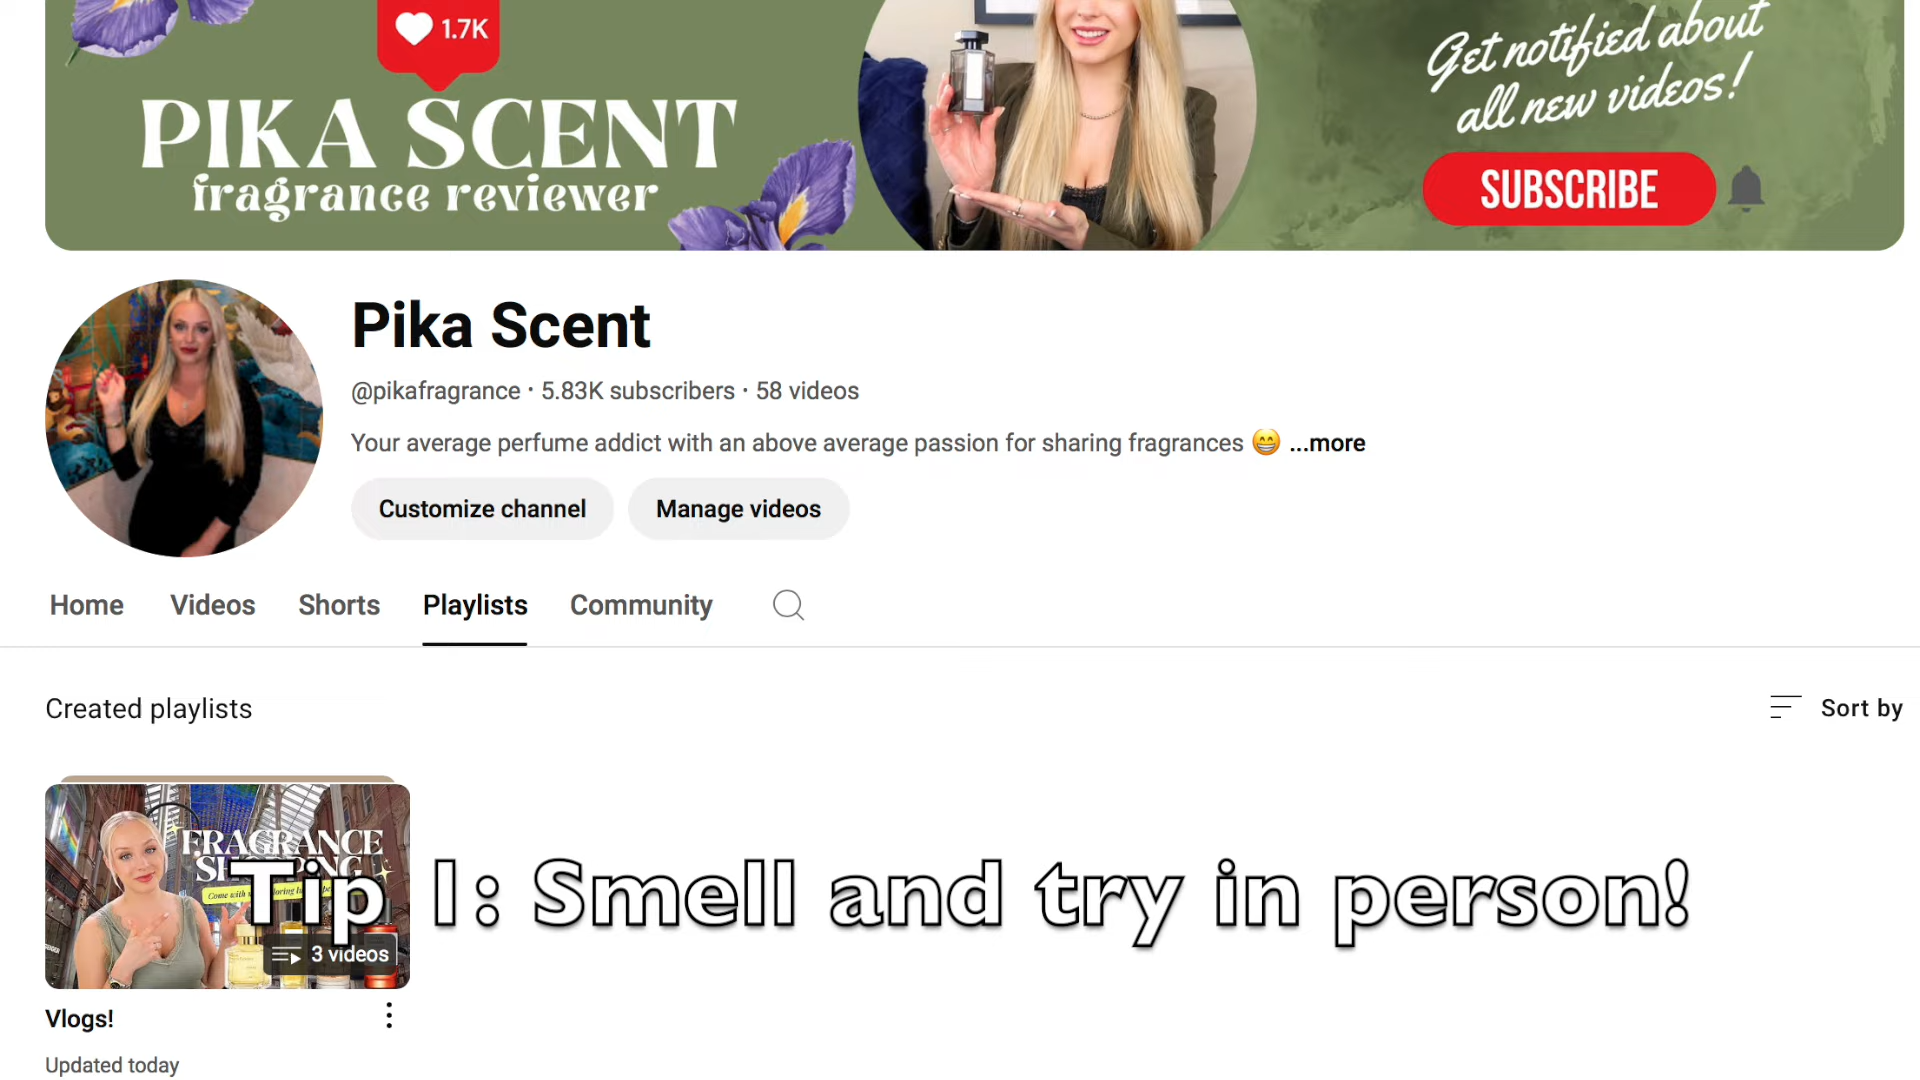 1.7K
PIKA SCENT
fragrance reviewer
Get notified about
all new videos!
SUBSCRIBE
Pika Scent
@pikafragrance · 5.83K subscribers · 58 videos
Your average perfume addict with an above average passion for sharing fragrances 😁 ...more
Customize channel
Manage videos
Home Videos Shorts Playlists Community
Created playlists
Sort by
FRAGRANCE
Come with
Tip 1: Smell and try in person!
3 videos
Vlogs!
Updated today